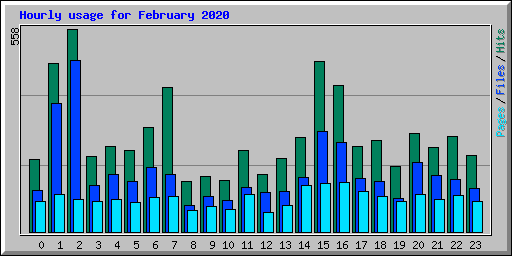 Hourly usage for February 2020
558
Pages/Files/Hits
0 1 2 3 4 5 6 7 8 9 10 11 12 13 14 15 16 17 18 19 20 21 22 23